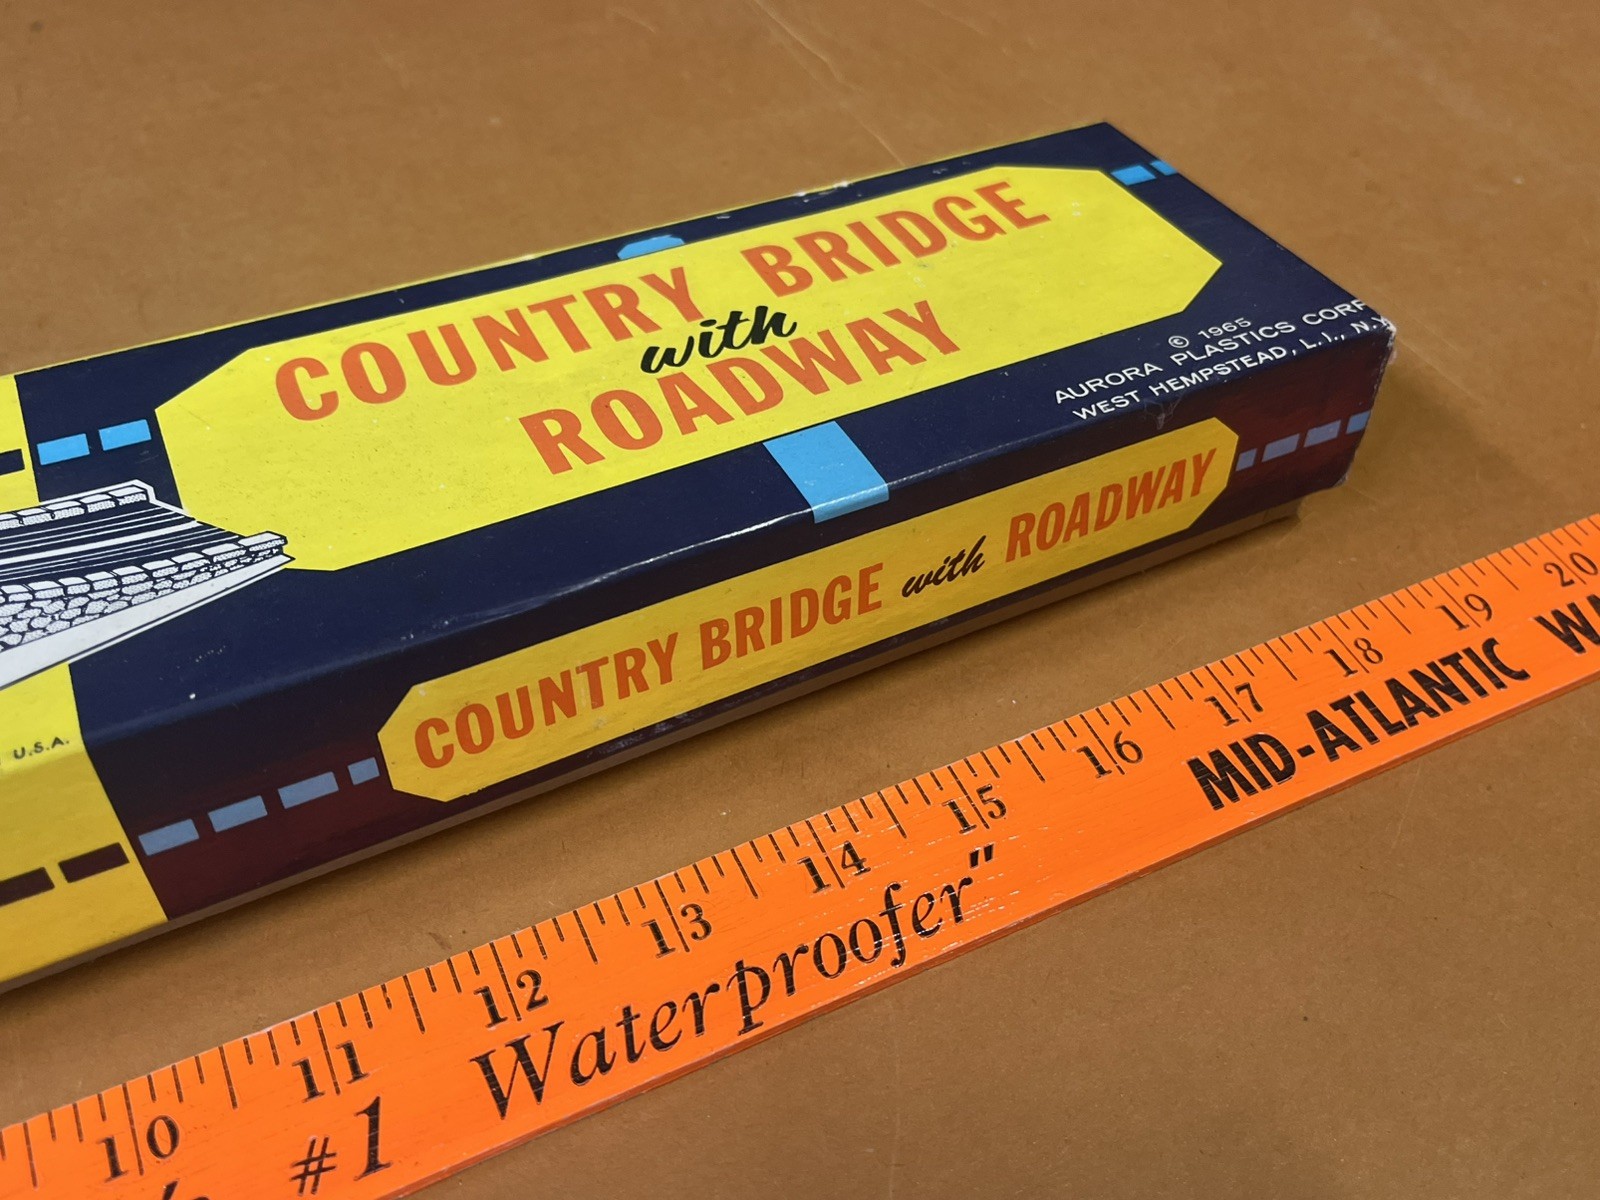 COUNTRY BRIDGE
with
ROADWAY
© 1965
AURORA PLASTICS CORP
WEST HEMPSTEAD, L.I., N.Y
COUNTRY BRIDGE with ROADWAY
U.S.A.
10 11 12 13 14 15 16 17 18 19 20
#1 Waterproofer" MID-ATLANTIC